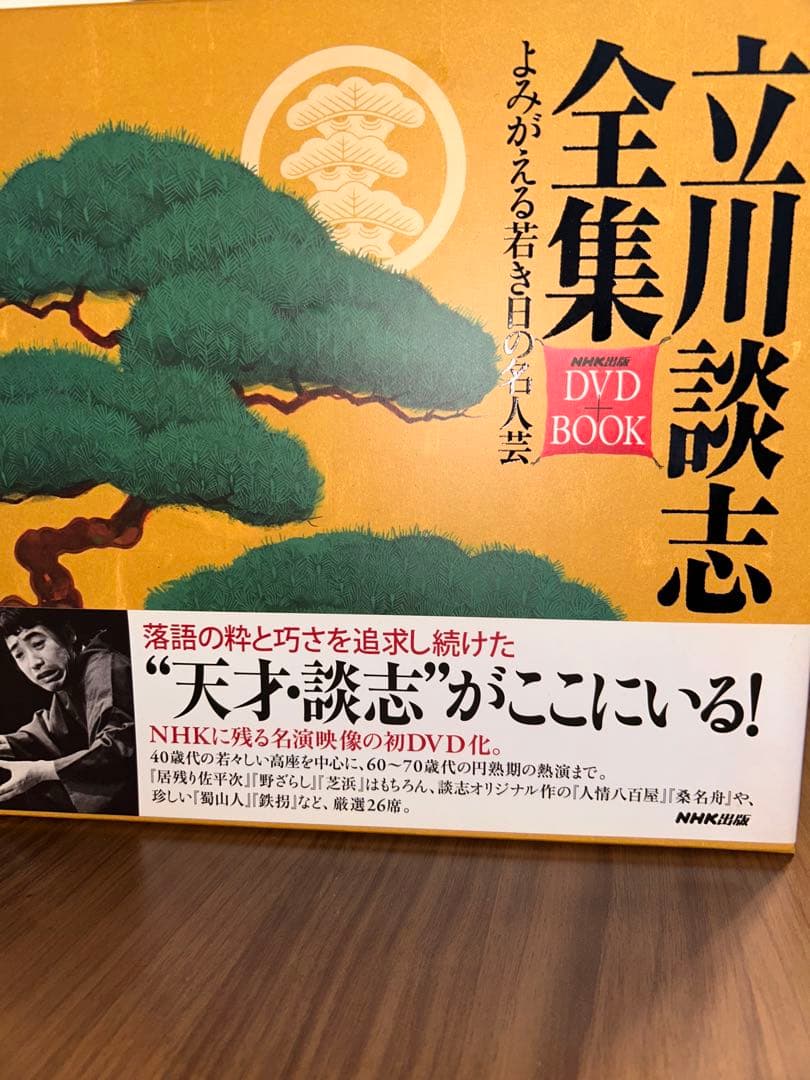 立川談志
全集
よみがえる若き日の名人芸
NHK出版
DVD
+
BOOK
落語の粋と巧さを追求し続けた
“天才・談志”がここにいる!
NHKに残る名演映像の初DVD化。
40歳代の若々しい高座を中心に、60〜70歳代の円熟期の熱演まで。
『居残り佐平次』『野ざらし』『芝浜』はもちろん、談志オリジナル作の『人情八百屋』『桑名舟』や、
珍しい『蜀山人』『鉄拐』など、厳選26席。
NHK出版